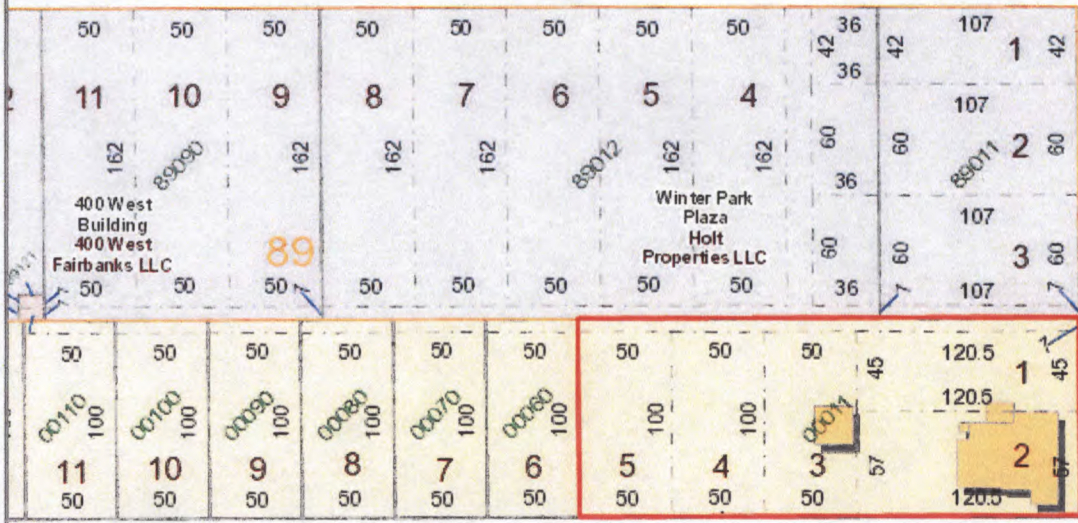 50 50 50 50 50 50 50 50 36 107
42 42 1 42
36
11 10 9 8 7 6 5 4 107
162 89090 162 162 162 89012 162 162 60 60 89011 2 60
36
400 West
Building
400 West
Fairbanks LLC
Winter Park
Plaza
Holt
Properties LLC
107
89 60 60 3 60
50 50 50 7 50 50 50 50 50 36 7 107 7
50 50 50 50 50 50 50 50 50 45 120.5 1 45 7
120.5
00110 100 00100 100 00090 100 00080 100 00070 100 00060 100 100 100 00011
11 10 9 8 7 6 5 4 3 57 2 57
50 50 50 50 50 50 50 50 50 120.5